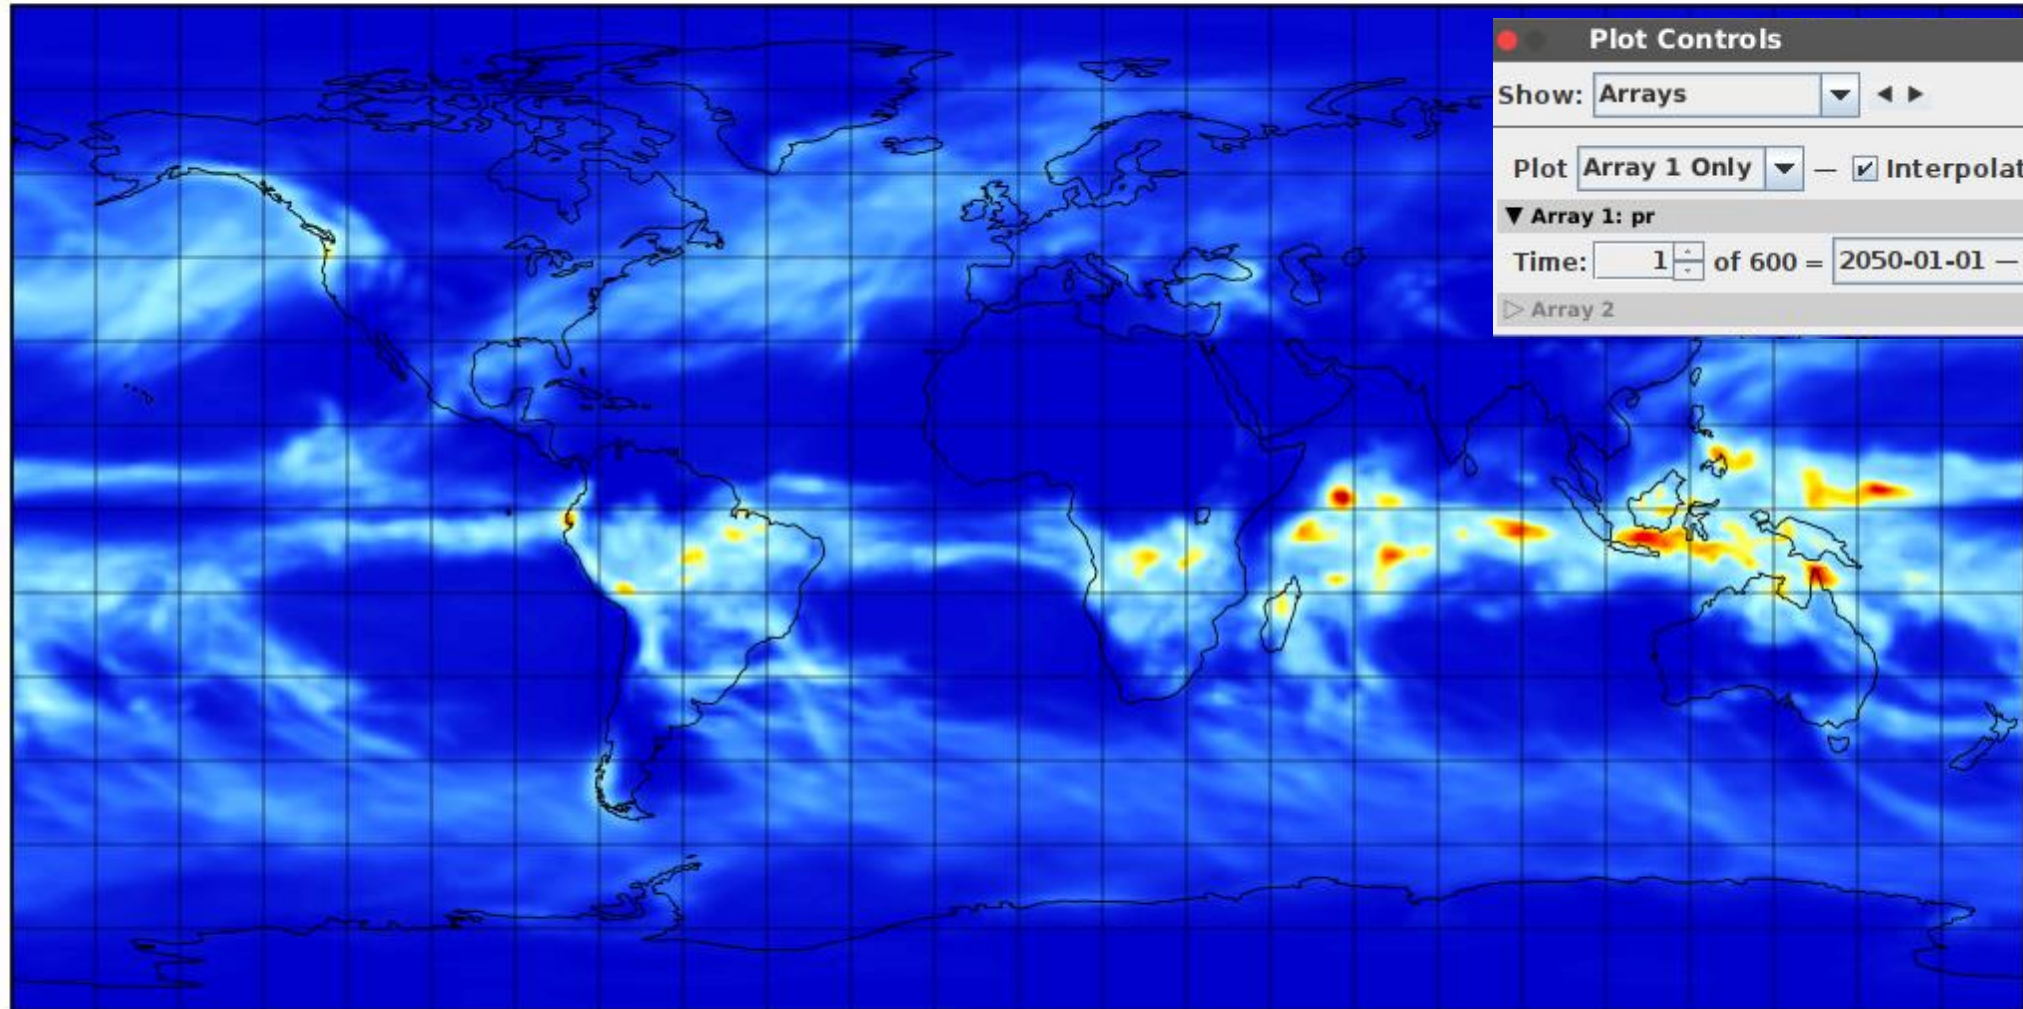 Plot Controls
Show: Arrays
Plot Array 1 Only — Interpolat
Array 1: pr
Time: 1 of 600 = 2050-01-01 —
Array 2